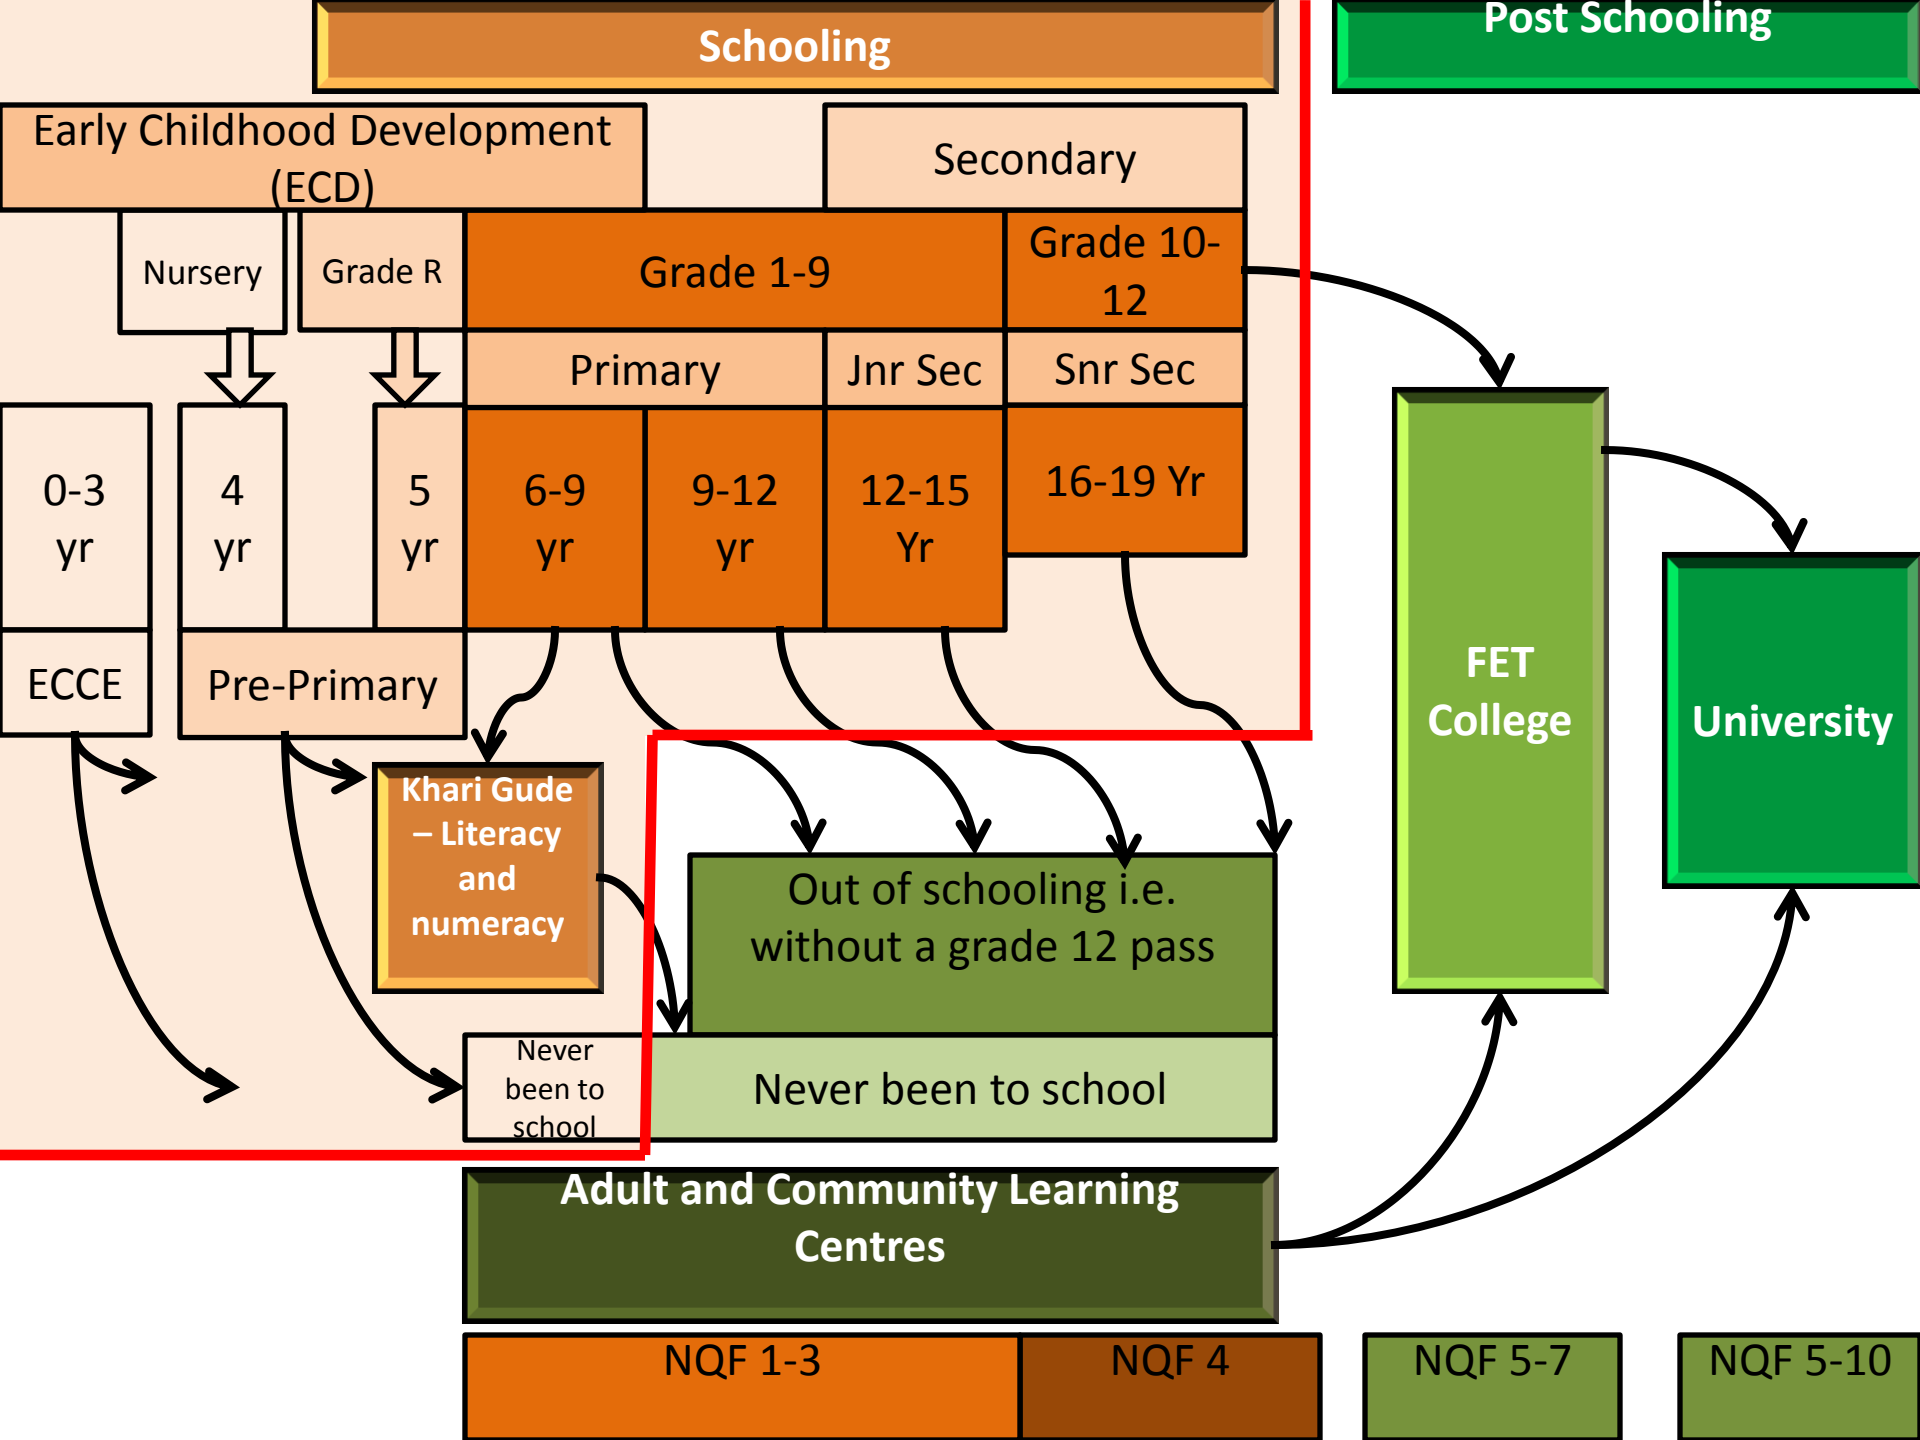 Schooling
Post Schooling
Early Childhood Development
(ECD)
Secondary
Nursery
Grade R
Grade 1-9
Grade 10-
12
Primary
Jnr Sec
Snr Sec
0-3
yr
4
yr
5
yr
6-9
yr
9-12
yr
12-15
Yr
16-19 Yr
ECCE
Pre-Primary
FET
College
University
Khari Gude
– Literacy
and
numeracy
Out of schooling i.e.
without a grade 12 pass
Never
been to
school
Never been to school
Adult and Community Learning
Centres
NQF 1-3
NQF 4
NQF 5-7
NQF 5-10